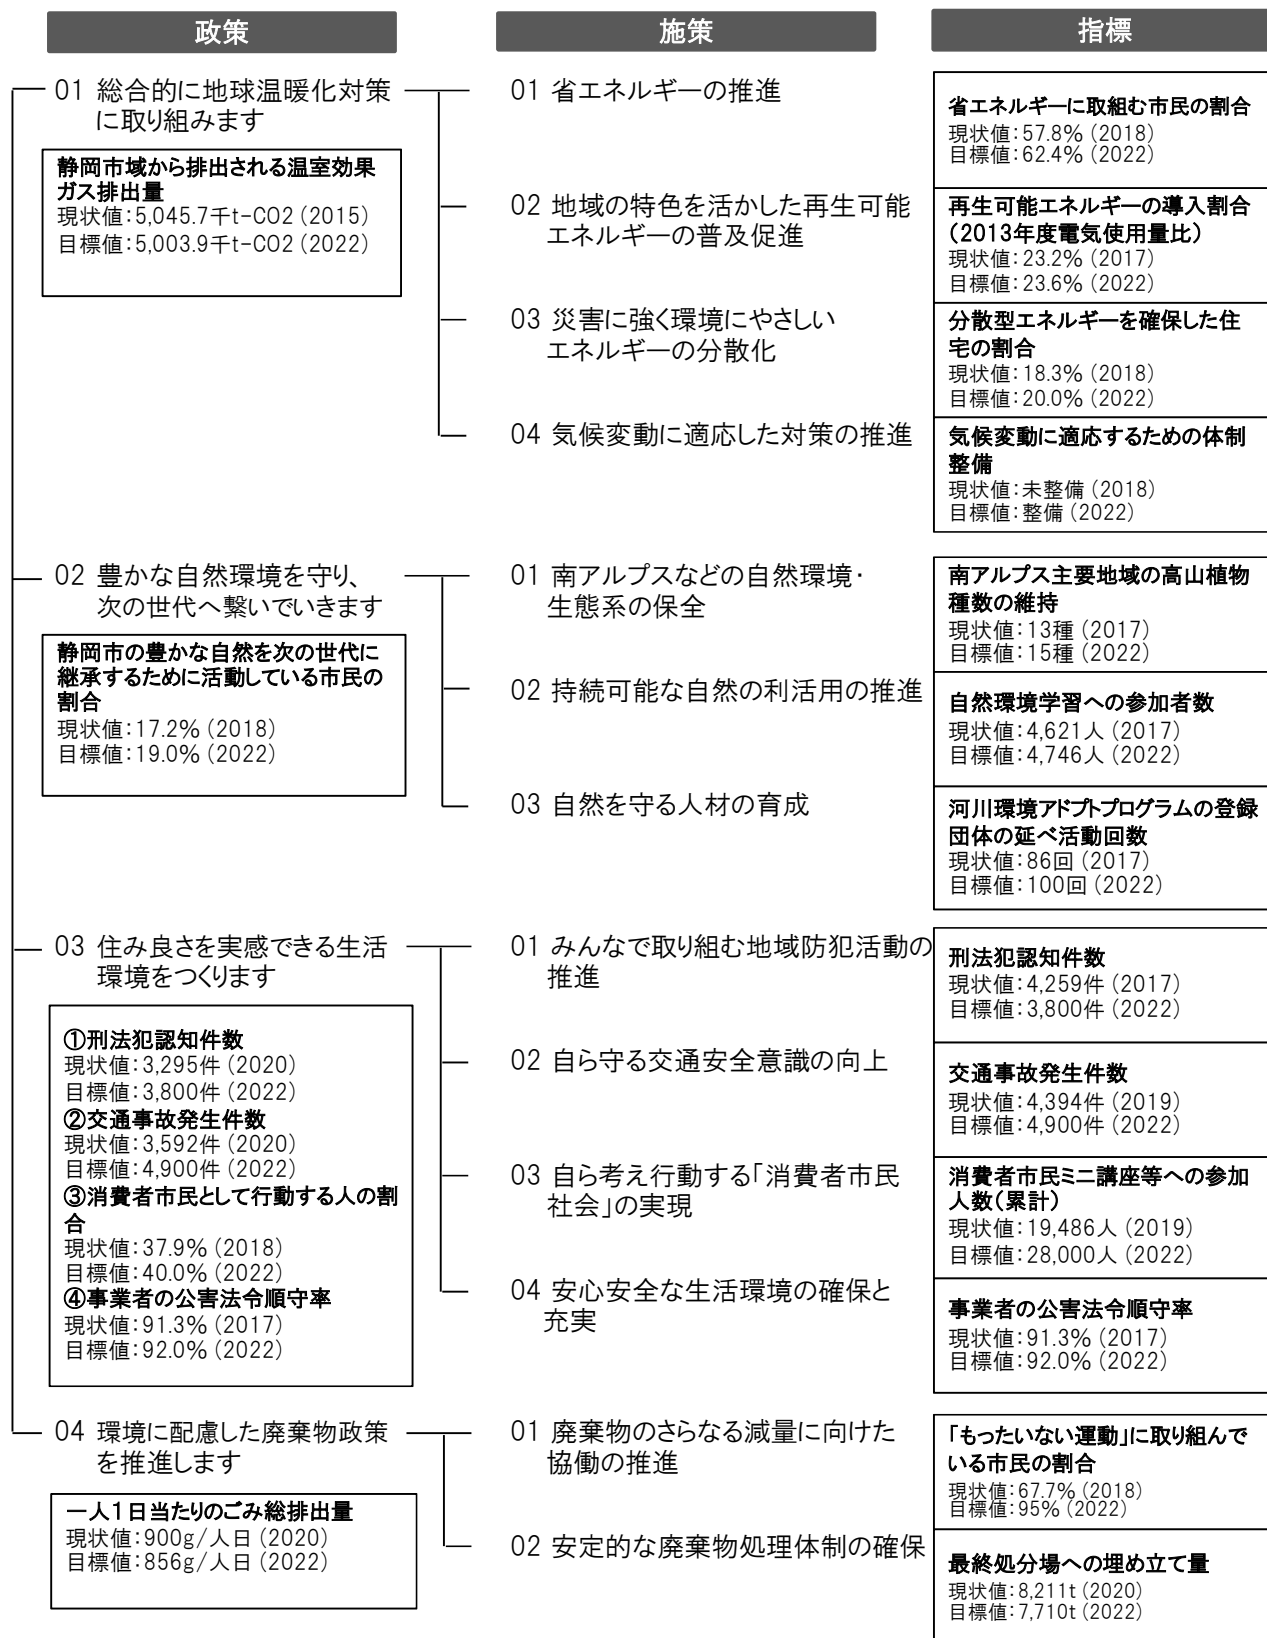 政策
施策
指標
01 総合的に地球温暖化対策
に取り組みます
静岡市域から排出される温室効果
ガス排出量
現状値：5,045.7千t-CO2（2015）
目標値：5,003.9千t-CO2（2022）
01 省エネルギーの推進
省エネルギーに取組む市民の割合
現状値：57.8%（2018）
目標値：62.4%（2022）
02 地域の特色を活かした再生可能
エネルギーの普及促進
再生可能エネルギーの導入割合
（2013年度電気使用量比）
現状値：23.2%（2017）
目標値：23.6%（2022）
03 災害に強く環境にやさしい
エネルギーの分散化
分散型エネルギーを確保した住
宅の割合
現状値：18.3%（2018）
目標値：20.0%（2022）
04 気候変動に適応した対策の推進
気候変動に適応するための体制
整備
現状値：未整備（2018）
目標値：整備（2022）
02 豊かな自然環境を守り、
次の世代へ繋いでいきます
静岡市の豊かな自然を次の世代に
継承するために活動している市民の
割合
現状値：17.2%（2018）
目標値：19.0%（2022）
01 南アルプスなどの自然環境・
生態系の保全
南アルプス主要地域の高山植物
種数の維持
現状値：13種（2017）
目標値：15種（2022）
02 持続可能な自然の利活用の推進
自然環境学習への参加者数
現状値：4,621人（2017）
目標値：4,746人（2022）
03 自然を守る人材の育成
河川環境アドプトプログラムの登録
団体の延べ活動回数
現状値：86回（2017）
目標値：100回（2022）
03 住み良さを実感できる生活
環境をつくります
①刑法犯認知件数
現状値：3,295件（2020）
目標値：3,800件（2022）
②交通事故発生件数
現状値：3,592件（2020）
目標値：4,900件（2022）
③消費者市民として行動する人の割
合
現状値：37.9%（2018）
目標値：40.0%（2022）
④事業者の公害法令順守率
現状値：91.3%（2017）
目標値：92.0%（2022）
01 みんなで取り組む地域防犯活動の
推進
刑法犯認知件数
現状値：4,259件（2017）
目標値：3,800件（2022）
02 自ら守る交通安全意識の向上
交通事故発生件数
現状値：4,394件（2019）
目標値：4,900件（2022）
03 自ら考え行動する「消費者市民
社会」の実現
消費者市民ミニ講座等への参加
人数（累計）
現状値：19,486人（2019）
目標値：28,000人（2022）
04 安心安全な生活環境の確保と
充実
事業者の公害法令順守率
現状値：91.3%（2017）
目標値：92.0%（2022）
04 環境に配慮した廃棄物政策
を推進します
一人1日当たりのごみ総排出量
現状値：900g/人日（2020）
目標値：856g/人日（2022）
01 廃棄物のさらなる減量に向けた
協働の推進
「もったいない運動」に取り組んで
いる市民の割合
現状値：67.7%（2018）
目標値：95%（2022）
02 安定的な廃棄物処理体制の確保
最終処分場への埋め立て量
現状値：8,211t（2020）
目標値：7,710t（2022）